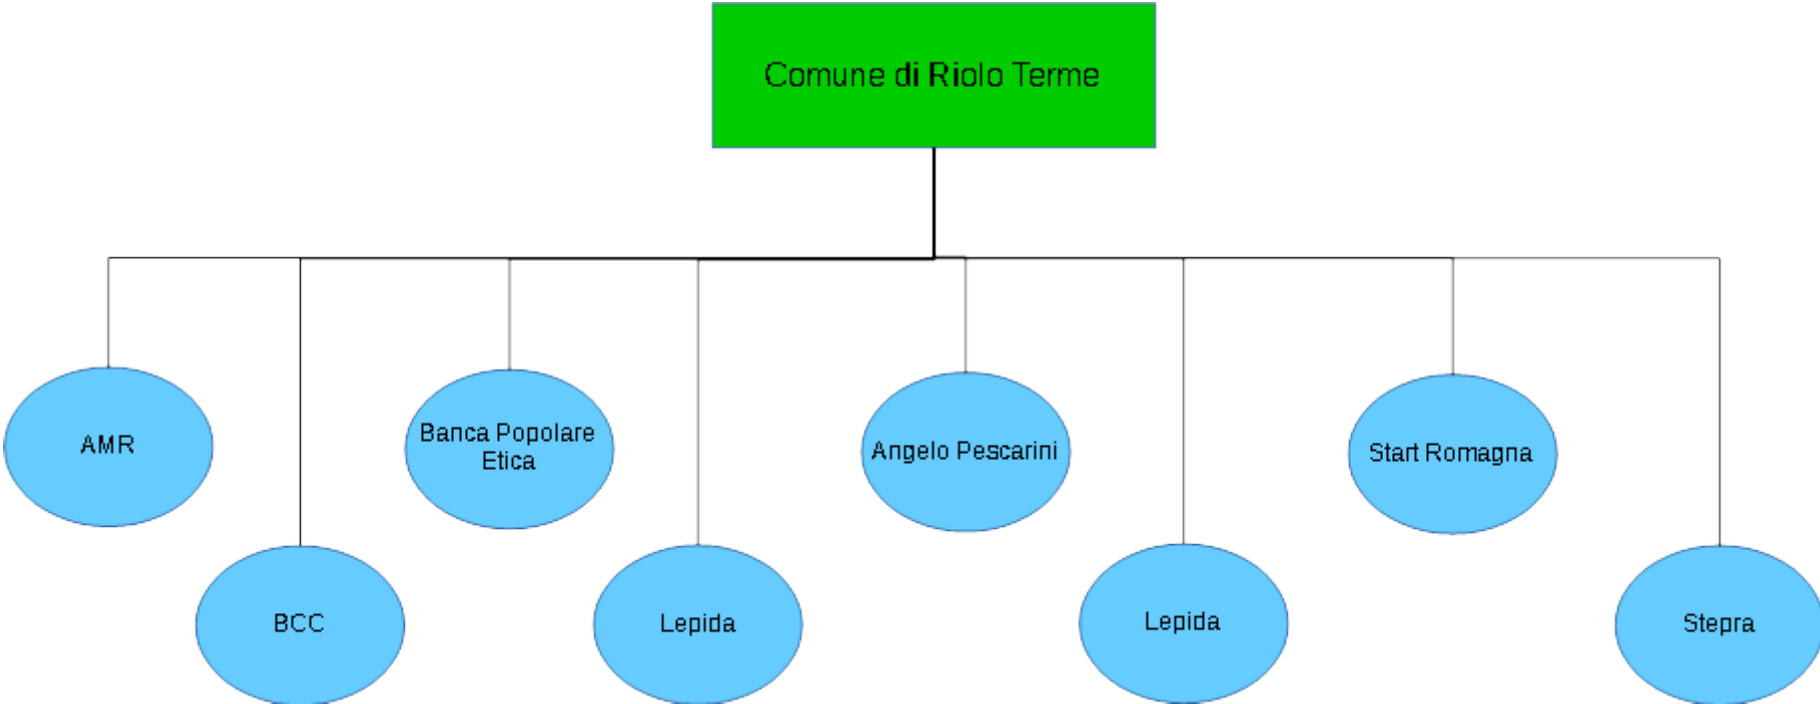 Comune di Riolo Terme
AMR
Banca Popolare
Etica
Angelo Pescarini
Start Romagna
BCC
Lepida
Lepida
Stepra